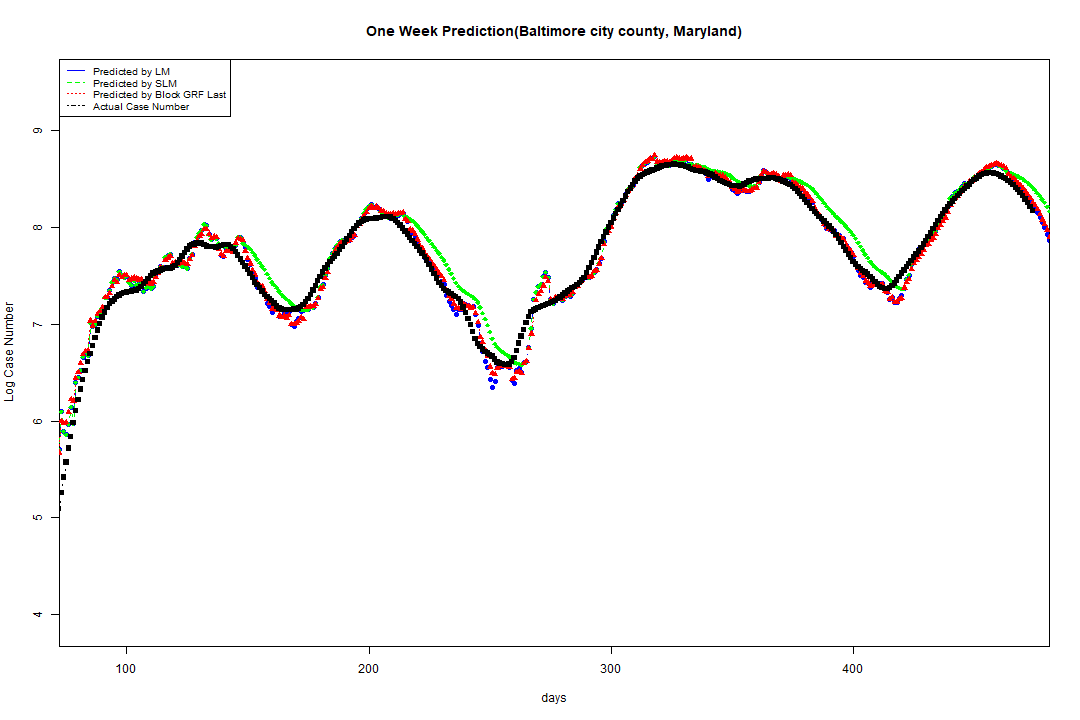 One Week Prediction(Baltimore city county, Maryland)
Predicted by LM
Predicted by SLM
Predicted by Block GRF Last
Actual Case Number
9
8
7
6
5
4
Log Case Number
100 200 300 400
days